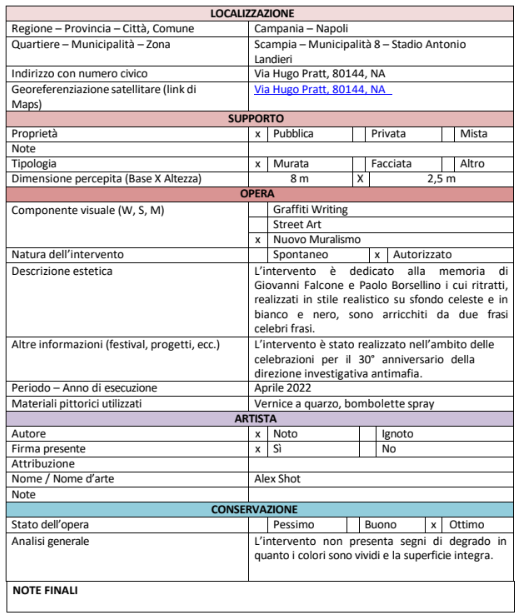 LOCALIZZAZIONE
Regione – Provincia – Città, Comune Campania – Napoli
Quartiere – Municipalità – Zona Scampia – Municipalità 8 – Stadio Antonio
Landieri
Indirizzo con numero civico Via Hugo Pratt, 80144, NA
Georeferenziazione satellitare (link di Via Hugo Pratt, 80144, NA
Maps)
SUPPORTO
Proprietà x Pubblica Privata Mista
Note
Tipologia x Murata Facciata Altro
Dimensione percepita (Base X Altezza) 8 m X 2,5 m
OPERA
Componente visuale (W, S, M) Graffiti Writing
Street Art
x Nuovo Muralismo
Natura dell'intervento Spontaneo x Autorizzato
Descrizione estetica L'intervento è dedicato alla memoria di
Giovanni Falcone e Paolo Borsellino i cui ritratti,
realizzati in stile realistico su sfondo celeste e in
bianco e nero, sono arricchiti da due frasi
celebri frasi.
Altre informazioni (festival, progetti, ecc.) L'intervento è stato realizzato nell'ambito delle
celebrazioni per il 30° anniversario della
direzione investigativa antimafia.
Periodo – Anno di esecuzione Aprile 2022
Materiali pittorici utilizzati Vernice a quarzo, bombolette spray
ARTISTA
Autore x Noto Ignoto
Firma presente x Sì No
Attribuzione
Nome / Nome d'arte Alex Shot
Note
CONSERVAZIONE
Stato dell'opera Pessimo Buono x Ottimo
Analisi generale L'intervento non presenta segni di degrado in
quanto i colori sono vividi e la superficie integra.
NOTE FINALI